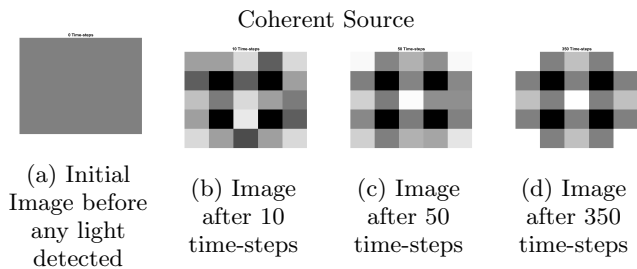 Coherent Source
0 Time-steps
10 Time-steps
50 Time-steps
350 Time-steps
(a) Initial
Image before
any light
detected
(b) Image
after 10
time-steps
(c) Image
after 50
time-steps
(d) Image
after 350
time-steps